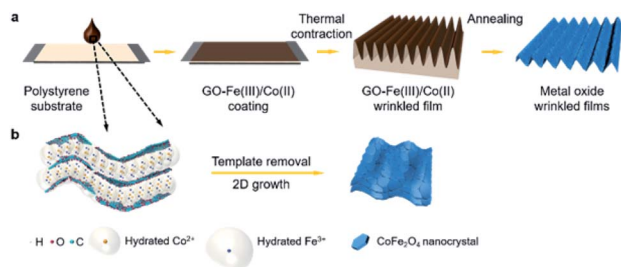 a
Thermal
contraction
Annealing
Polystyrene
substrate
GO-Fe(III)/Co(II)
coating
GO-Fe(III)/Co(II)
wrinkled film
Metal oxide
wrinkled films
b
Template removal
2D growth
H O C Hydrated Co²⁺ Hydrated Fe³⁺ CoFe₂O₄ nanocrystal